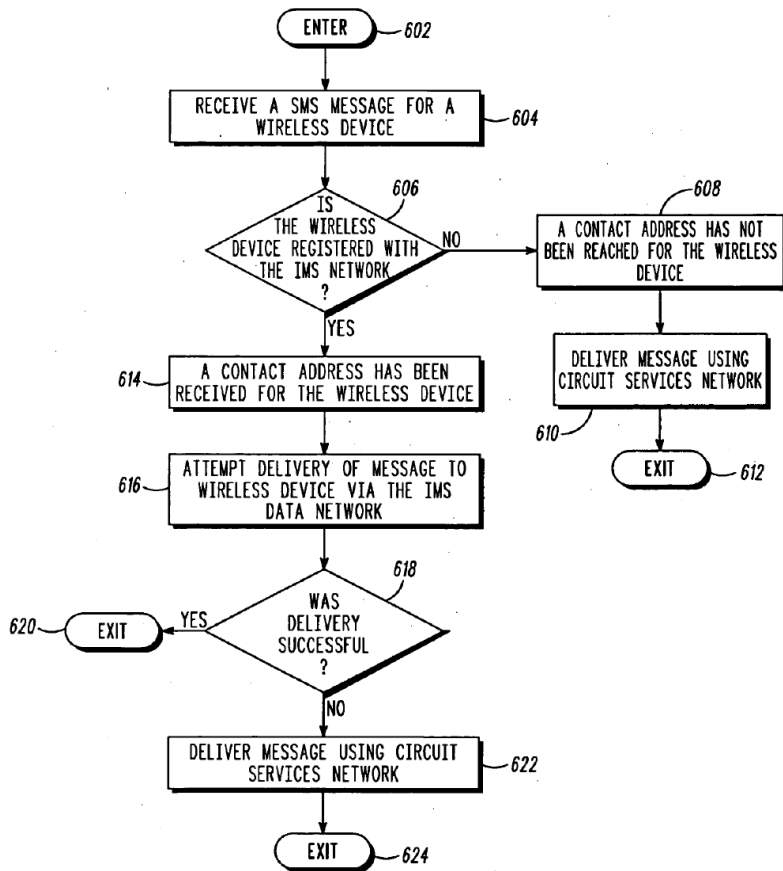 ENTER
602
RECEIVE A SMS MESSAGE FOR A
WIRELESS DEVICE
604
IS
THE WIRELESS
DEVICE REGISTERED WITH
THE IMS NETWORK
?
606
NO
YES
608
A CONTACT ADDRESS HAS NOT
BEEN REACHED FOR THE WIRELESS
DEVICE
DELIVER MESSAGE USING
CIRCUIT SERVICES NETWORK
610
EXIT
612
614
A CONTACT ADDRESS HAS BEEN
RECEIVED FOR THE WIRELESS DEVICE
616
ATTEMPT DELIVERY OF MESSAGE TO
WIRELESS DEVICE VIA THE IMS
DATA NETWORK
618
WAS
DELIVERY
SUCCESSFUL
?
YES
620
EXIT
NO
DELIVER MESSAGE USING CIRCUIT
SERVICES NETWORK
622
EXIT
624